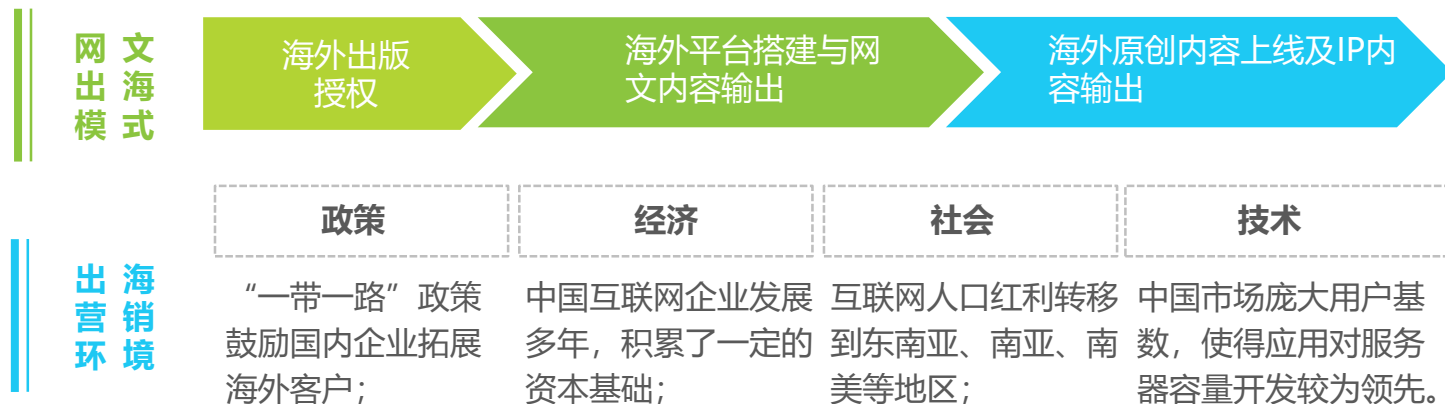 网文
出海
模式
海外出版
授权
海外平台搭建与网
文内容输出
海外原创内容上线及IP内
容输出
出海
营销
环境
政策
“一带一路”政策
鼓励国内企业拓展
海外客户；
经济
中国互联网企业发展
多年，积累了一定的
资本基础；
社会
互联网人口红利转移
到东南亚、南亚、南
美等地区；
技术
中国市场庞大用户基
数，使得应用对服务
器容量开发较为领先。